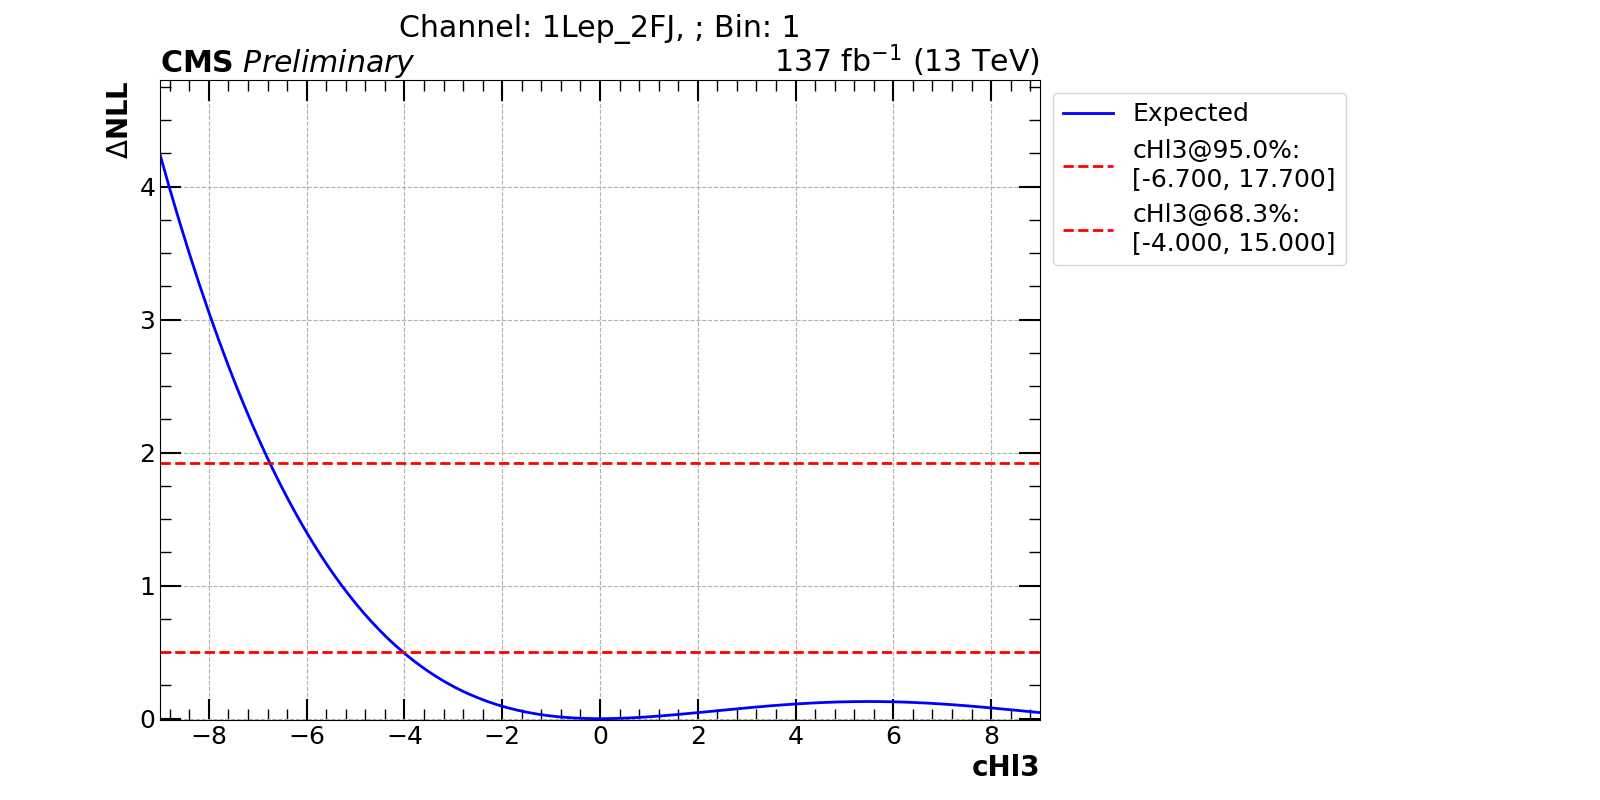 Channel: 1Lep_2FJ, ; Bin: 1
CMS Preliminary
137 fb⁻¹ (13 TeV)
ΔNLL
4
3
2
1
0
−8 −6 −4 −2 0 2 4 6 8
cHl3
Expected
cHl3@95.0%:
[-6.700, 17.700]
cHl3@68.3%:
[-4.000, 15.000]